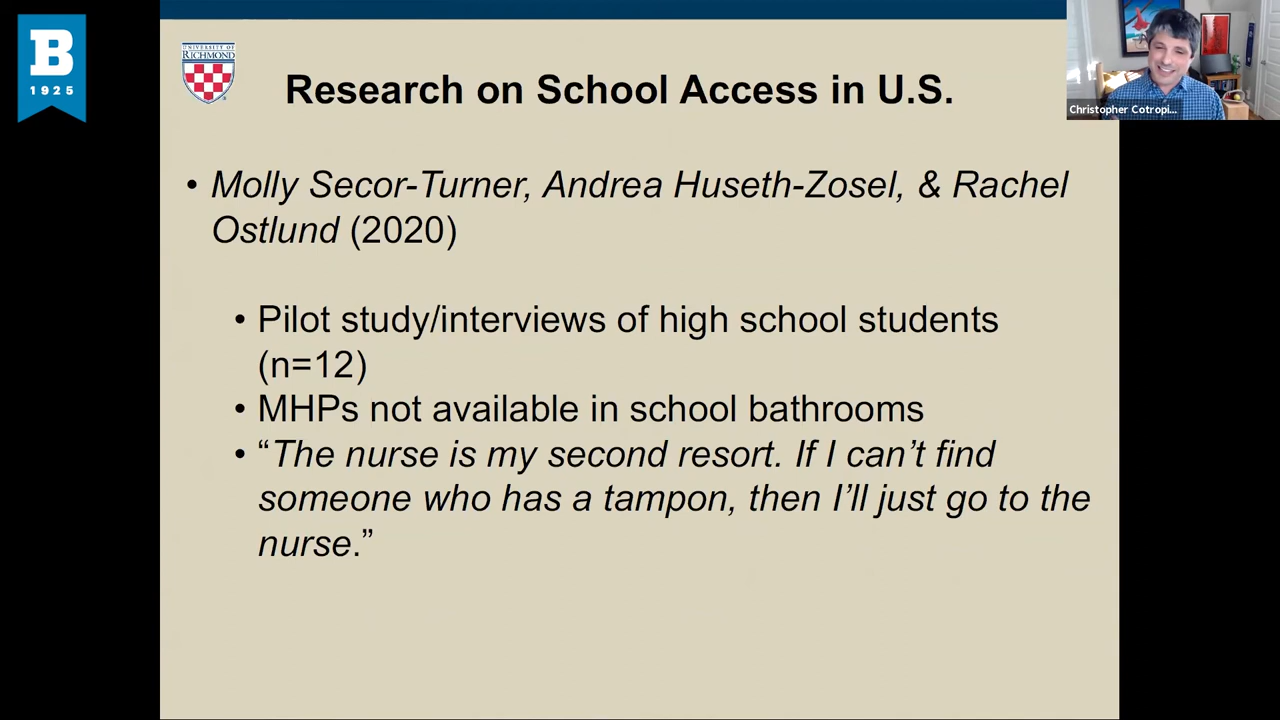 B
1925
UNIVERSITY OF
RICHMOND
Research on School Access in U.S.
Christopher Cotropi...
• Molly Secor-Turner, Andrea Huseth-Zosel, & Rachel
Ostlund (2020)
• Pilot study/interviews of high school students
(n=12)
• MHPs not available in school bathrooms
• “The nurse is my second resort. If I can’t find
someone who has a tampon, then I’ll just go to the
nurse.”